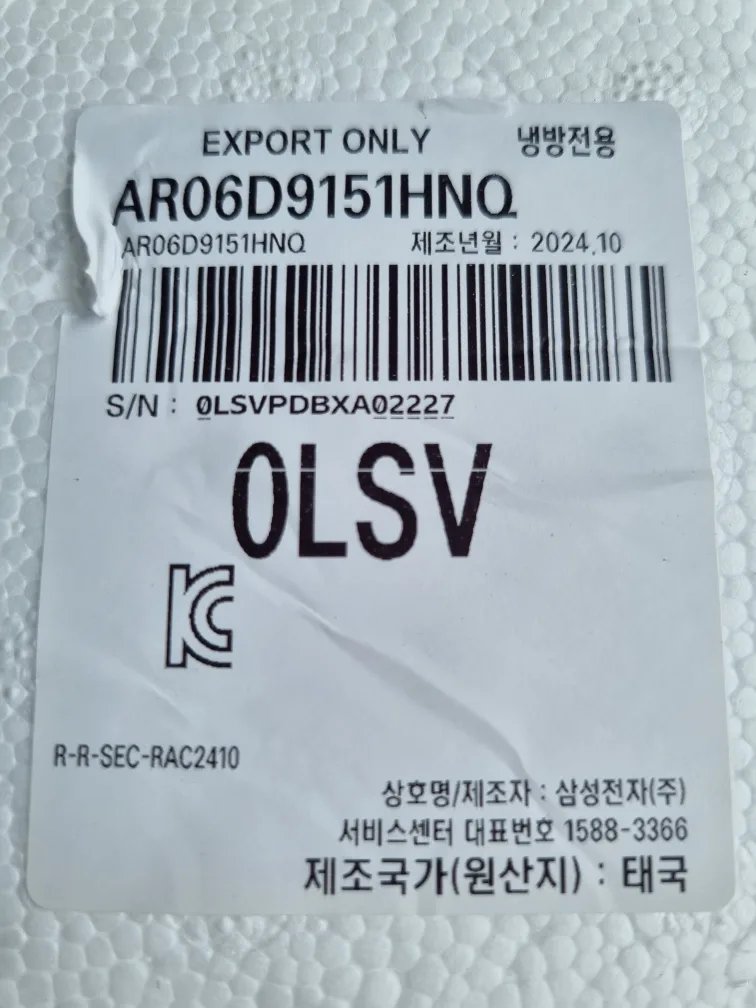 EXPORT ONLY 냉방전용
AR06D9151HNQ
AR06D9151HNQ 제조년월 : 2024.10
S/N : 0LSVPDBXA02227
0LSV
KC
R-R-SEC-RAC2410
상호명/제조자 : 삼성전자(주)
서비스센터 대표번호 1588-3366
제조국가(원산지) : 태국